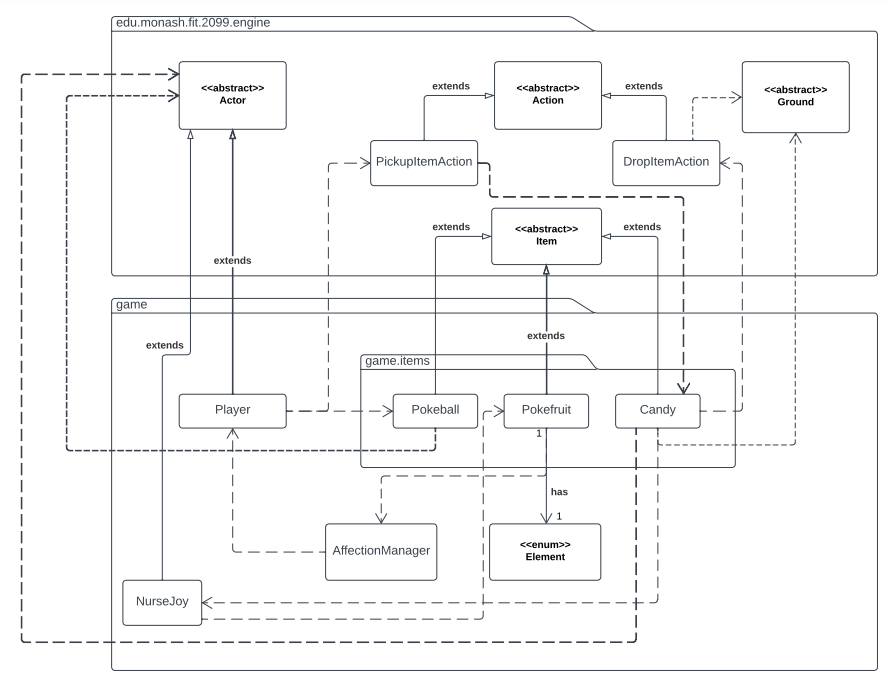 edu.monash.fit.2099.engine
<<abstract>>
Actor
extends
<<abstract>>
Action
extends
<<abstract>>
Ground
PickupItemAction
DropItemAction
extends
<<abstract>>
Item
extends
extends
game
extends
extends
game.items
Player
Pokeball
Pokefruit
Candy
1
has
1
AffectionManager
<<enum>>
Element
NurseJoy